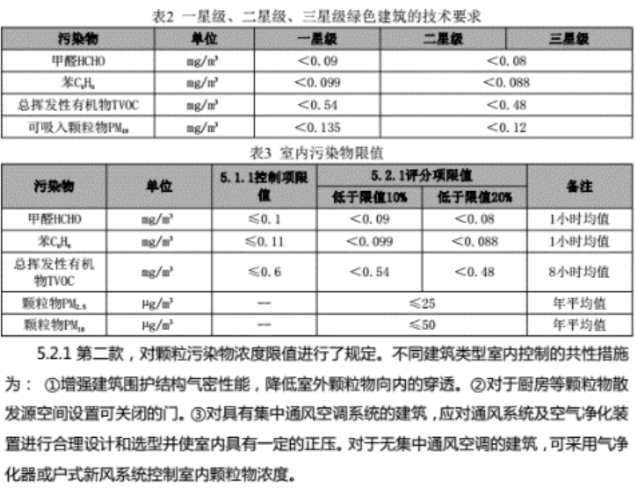 表2 一星级、二星级、三星级绿色建筑的技术要求
污染物 单位 一星级 二星级 三星级
甲醛HCHO mg/m³ <0.09 <0.08
苯C₆H₆ mg/m³ <0.099 <0.088
总挥发性有机物TVOC mg/m³ <0.54 <0.48
可吸入颗粒物PM₁₀ mg/m³ <0.135 <0.12
表3 室内污染物限值
污染物 单位 5.1.1控制项限值 5.2.1评分项限值 备注
低于限值10% 低于限值20%
甲醛HCHO mg/m³ ≤0.1 <0.09 <0.08 1小时均值
苯C₆H₆ mg/m³ ≤0.11 <0.099 <0.088 1小时均值
总挥发性有机物TVOC mg/m³ ≤0.6 <0.54 <0.48 8小时均值
颗粒物PM₂.₅ μg/m³ -- ≤25 年平均值
颗粒物PM₁₀ μg/m³ -- ≤50 年平均值
5.2.1 第二款，对颗粒污染物浓度限值进行了规定。不同建筑类型室内控制的共性措施
为： ①增强建筑围护结构气密性能，降低室外颗粒物向内的穿透。②对于厨房等颗粒物散
发源空间设置可关闭的门。③对具有集中通风空调系统的建筑，应对通风系统及空气净化装
置进行合理设计和选型并使室内具有一定的正压。对于无集中通风空调的建筑，可采用气净
化器或户式新风系统控制室内颗粒物浓度。